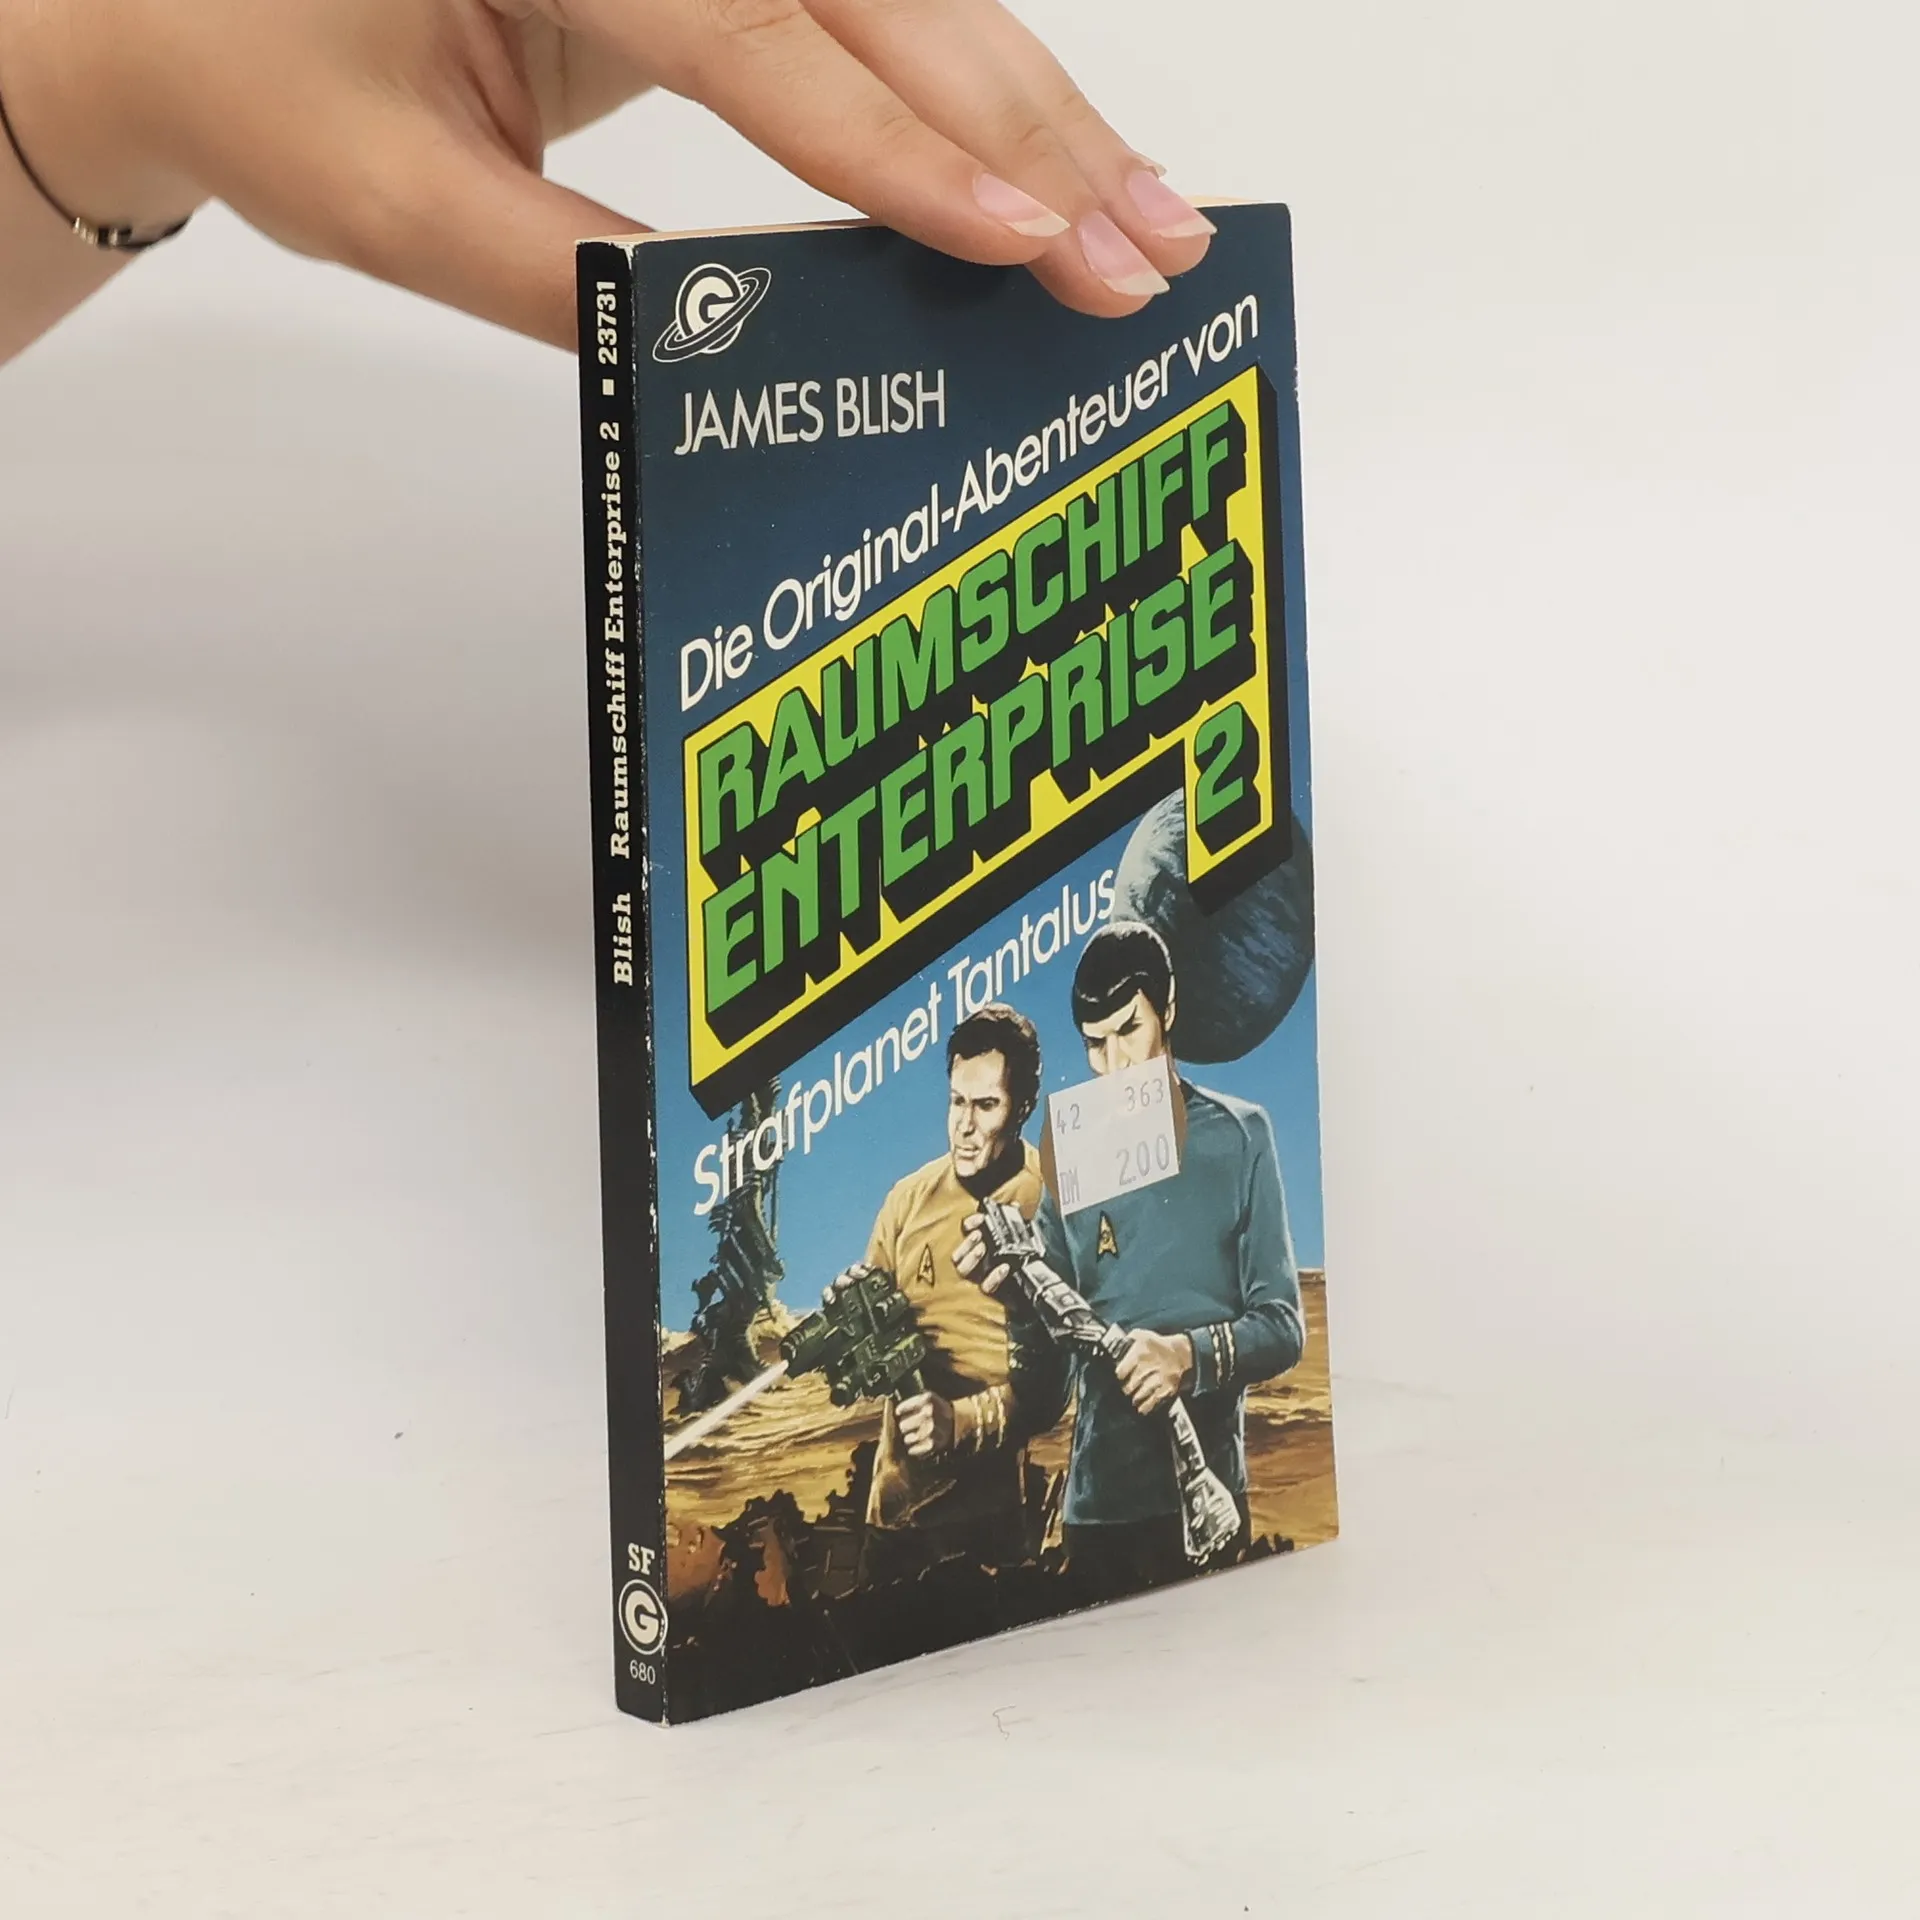 Blish Raumschiff Enterprise 2 ■ 23731
SF
G
680
G
JAMES BLISH
Die Original-Abenteuer von
RAUMSCHIFF
ENTERPRISE
2
Strafplanet Tantalus
42 363
DM 2.00